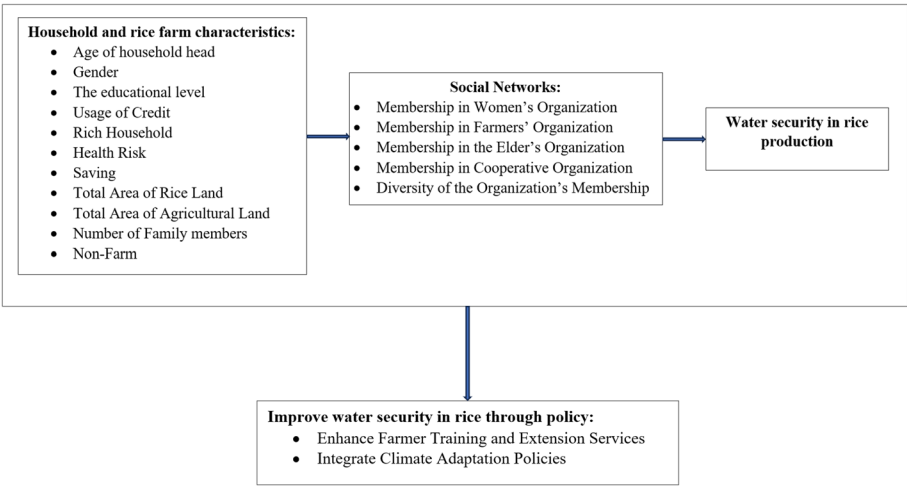 Household and rice farm characteristics:
• Age of household head
• Gender
• The educational level
• Usage of Credit
• Rich Household
• Health Risk
• Saving
• Total Area of Rice Land
• Total Area of Agricultural Land
• Number of Family members
• Non-Farm
Social Networks:
• Membership in Women’s Organization
• Membership in Farmers’ Organization
• Membership in the Elder’s Organization
• Membership in Cooperative Organization
• Diversity of the Organization’s Membership
Water security in rice
production
Improve water security in rice through policy:
• Enhance Farmer Training and Extension Services
• Integrate Climate Adaptation Policies